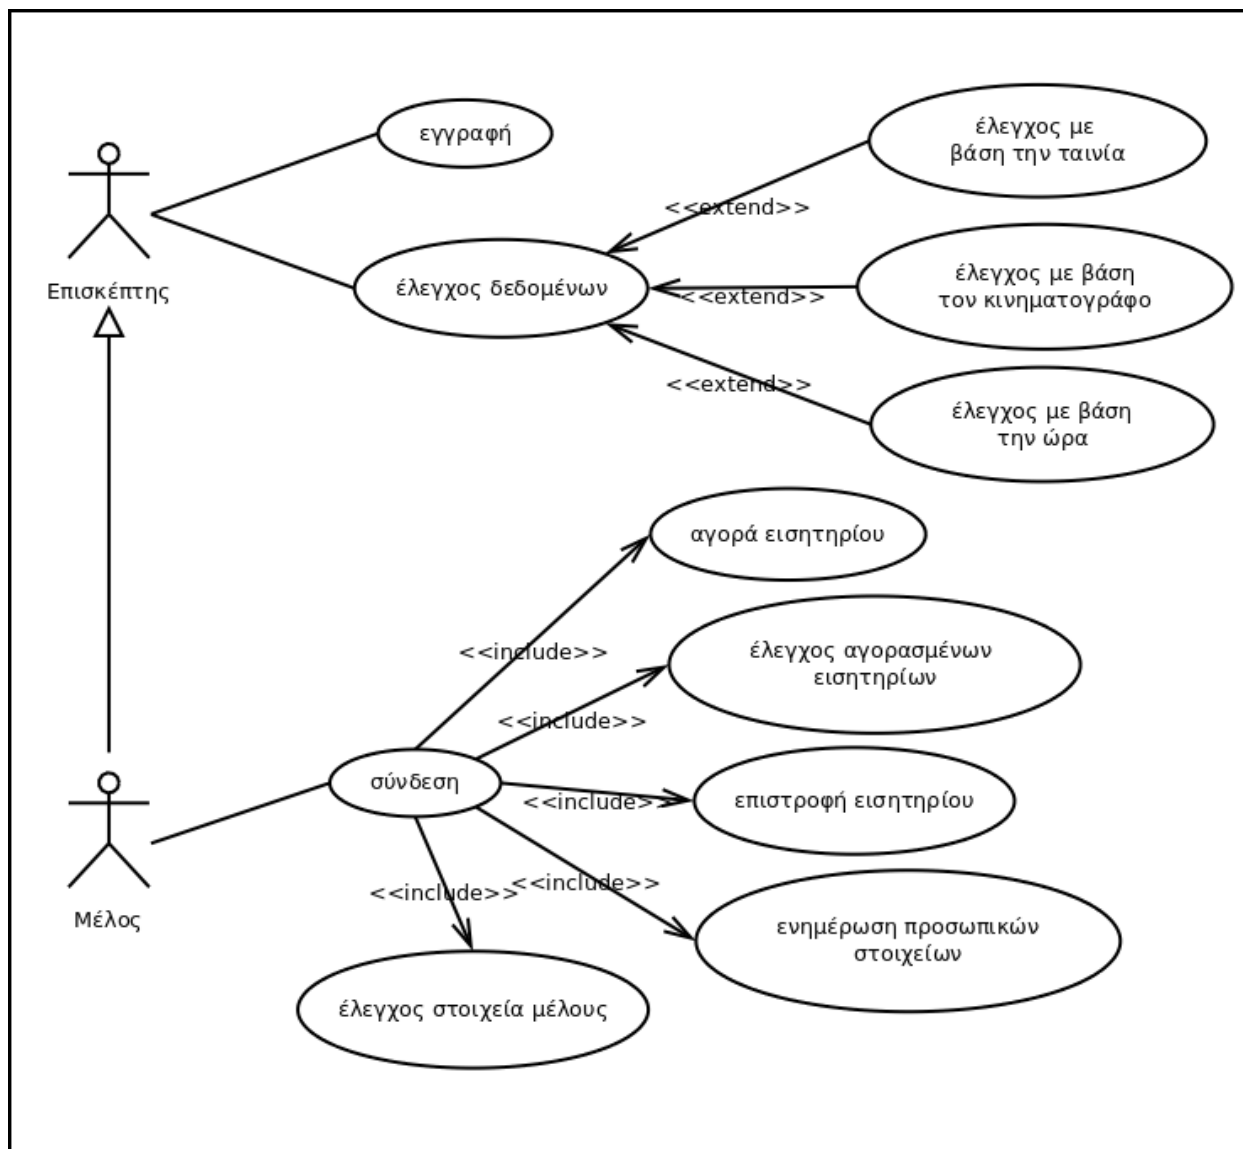 εγγραφή
έλεγχος με
βάση την ταινία
<<extend>>
Επισκέπτης
έλεγχος δεδομένων
<<extend>>
έλεγχος με βάση
τον κινηματογράφο
<<extend>>
έλεγχος με βάση
την ώρα
αγορά εισητηρίου
<<include>>
έλεγχος αγορασμένων
εισητηρίων
<<include>>
σύνδεση
<<include>>
επιστροφή εισητηρίου
Μέλος
<<include>>
<<include>>
ενημέρωση προσωπικών
στοιχείων
έλεγχος στοιχεία μέλους